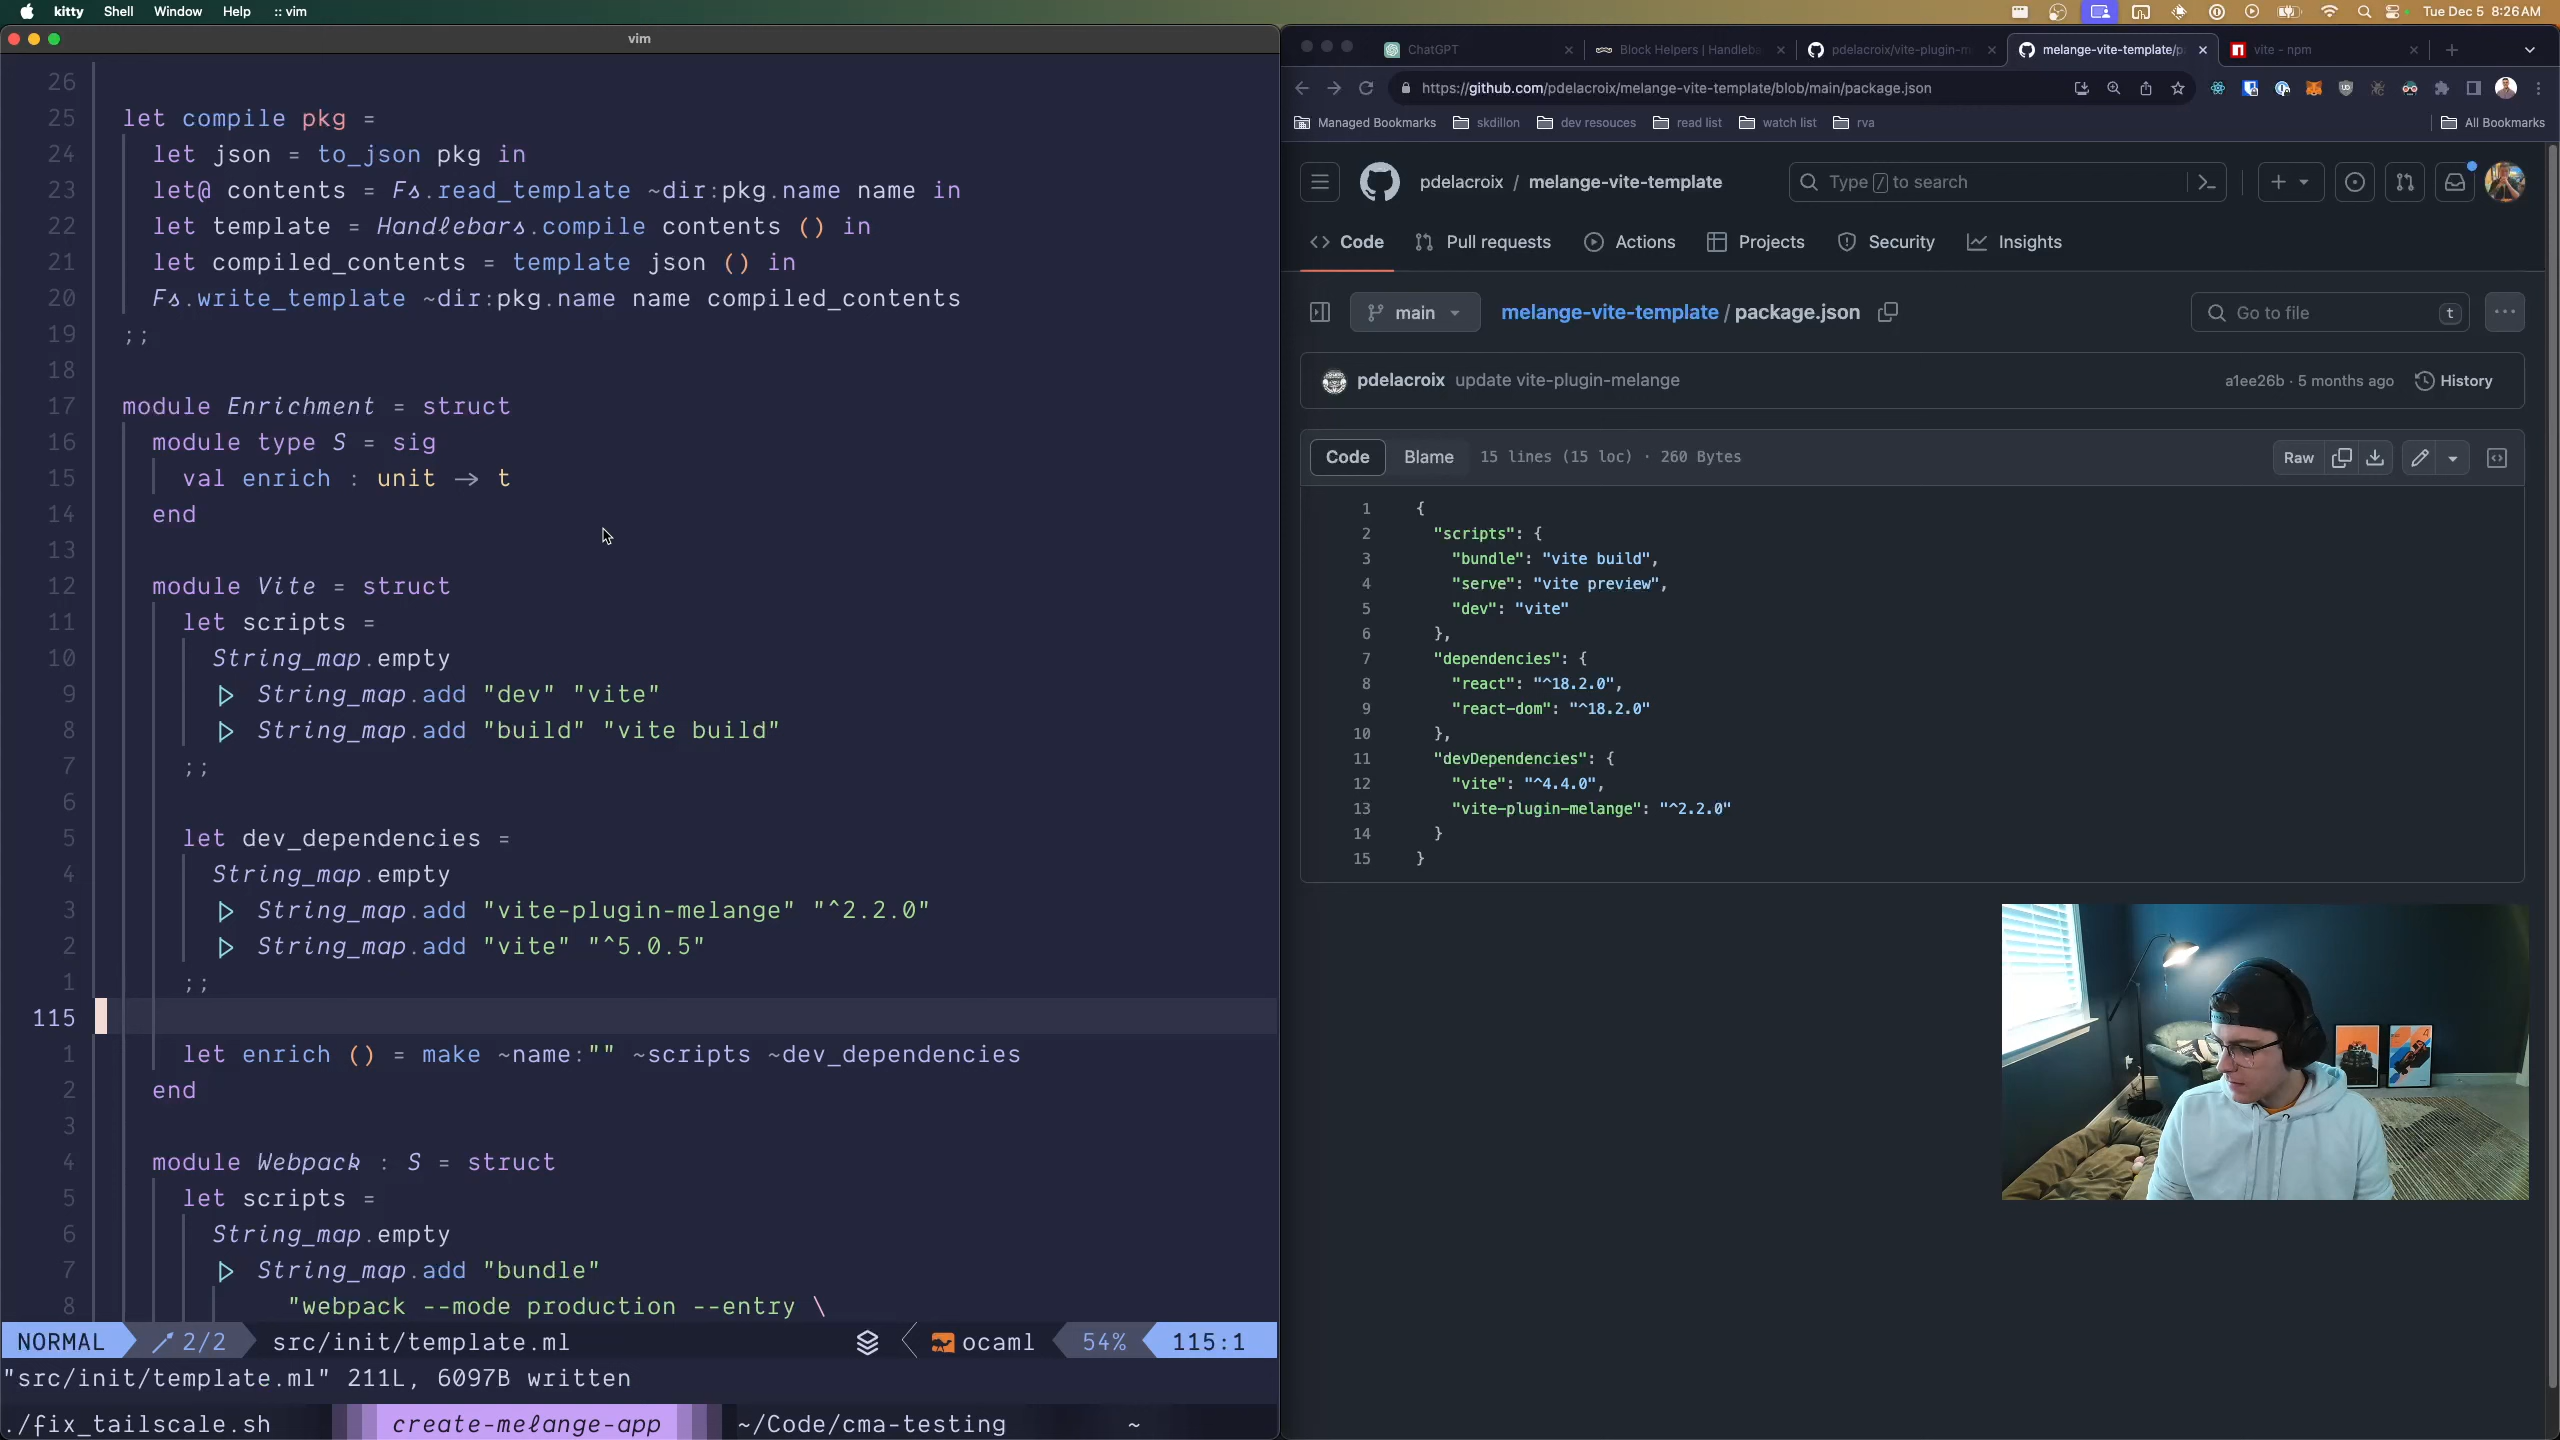 kitty Shell Window Help :: vim
Tue Dec 5 8:26 AM
vim
26
25 let compile pkg =
24 let json = to_json pkg in
23 let@ contents = Fs.read_template ~dir:pkg.name name in
22 let template = Handlebars.compile contents () in
21 let compiled_contents = template json () in
20 Fs.write_template ~dir:pkg.name name compiled_contents
19 ;;
18
17 module Enrichment = struct
16 module type S = sig
15 val enrich : unit → t
14 end
13
12 module Vite = struct
11 let scripts =
10 String_map.empty
9 ▷ String_map.add "dev" "vite"
8 ▷ String_map.add "build" "vite build"
7 ;;
6
5 let dev_dependencies =
4 String_map.empty
3 ▷ String_map.add "vite-plugin-melange" "^2.2.0"
2 ▷ String_map.add "vite" "^5.0.5"
1 ;;
115
1 let enrich () = make ~name:"" ~scripts ~dev_dependencies
2 end
3
4 module Webpack : S = struct
5 let scripts =
6 String_map.empty
7 ▷ String_map.add "bundle"
8 "webpack --mode production --entry \
NORMAL 2/2 src/init/template.ml ocaml 54% 115:1
"src/init/template.ml" 211L, 6097B written
./fix_tailscale.sh create-melange-app ~/Code/cma-testing ~
ChatGPT Block Helpers | Handleba pdelacroix/vite-plugin-m melange-vite-template/p vite - npm
https://github.com/pdelacroix/melange-vite-template/blob/main/package.json
Managed Bookmarks skdillon dev resouces read list watch list rva All Bookmarks
pdelacroix / melange-vite-template Type / to search
Code Pull requests Actions Projects Security Insights
main melange-vite-template / package.json Go to file t
pdelacroix update vite-plugin-melange a1ee26b · 5 months ago History
Code Blame 15 lines (15 loc) · 260 Bytes Raw
1 {
2 "scripts": {
3 "bundle": "vite build",
4 "serve": "vite preview",
5 "dev": "vite"
6 },
7 "dependencies": {
8 "react": "^18.2.0",
9 "react-dom": "^18.2.0"
10 },
11 "devDependencies": {
12 "vite": "^4.4.0",
13 "vite-plugin-melange": "^2.2.0"
14 }
15 }